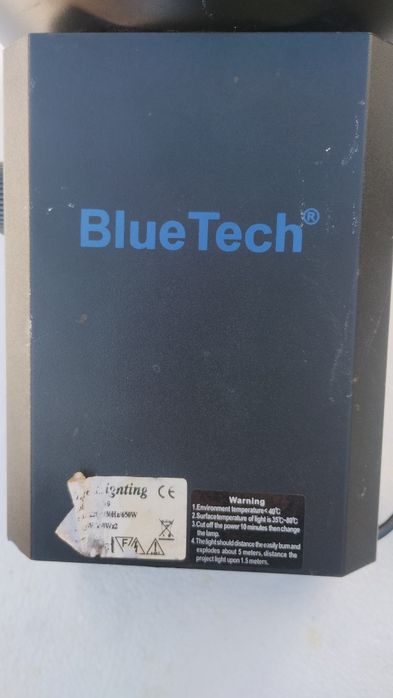 BlueTech®
CE
Warning
1.Environment temperature<40℃
2.Surface temperature of light is 35℃~80℃
3.Cut off the power 10 minutes then change
the lamp.
4.The light should distance the easily burn and
explodes about 5 meters, distance the
project light upon 1.5 meters.